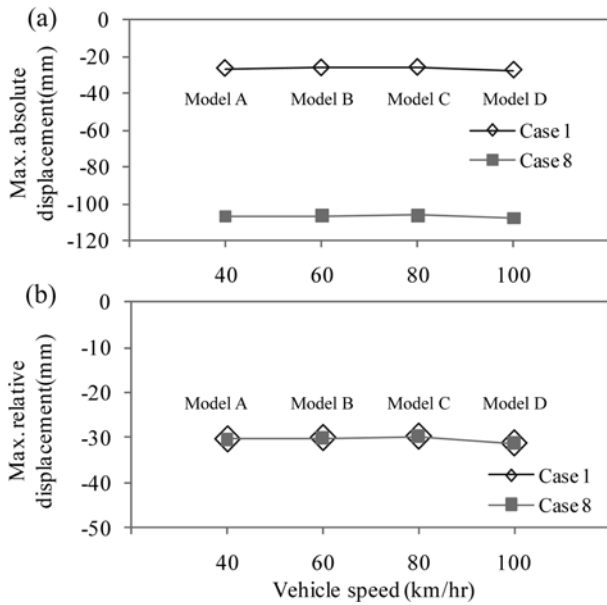 (a)
Max. absolute
displacement(mm)
0
-20
-40
-60
-80
-100
-120
Model A Model B Model C Model D
Case 1
Case 8
40 60 80 100
(b)
Max. relative
displacement(mm)
0
-10
-20
-30
-40
-50
Model A Model B Model C Model D
Case 1
Case 8
40 60 80 100
Vehicle speed (km/hr)